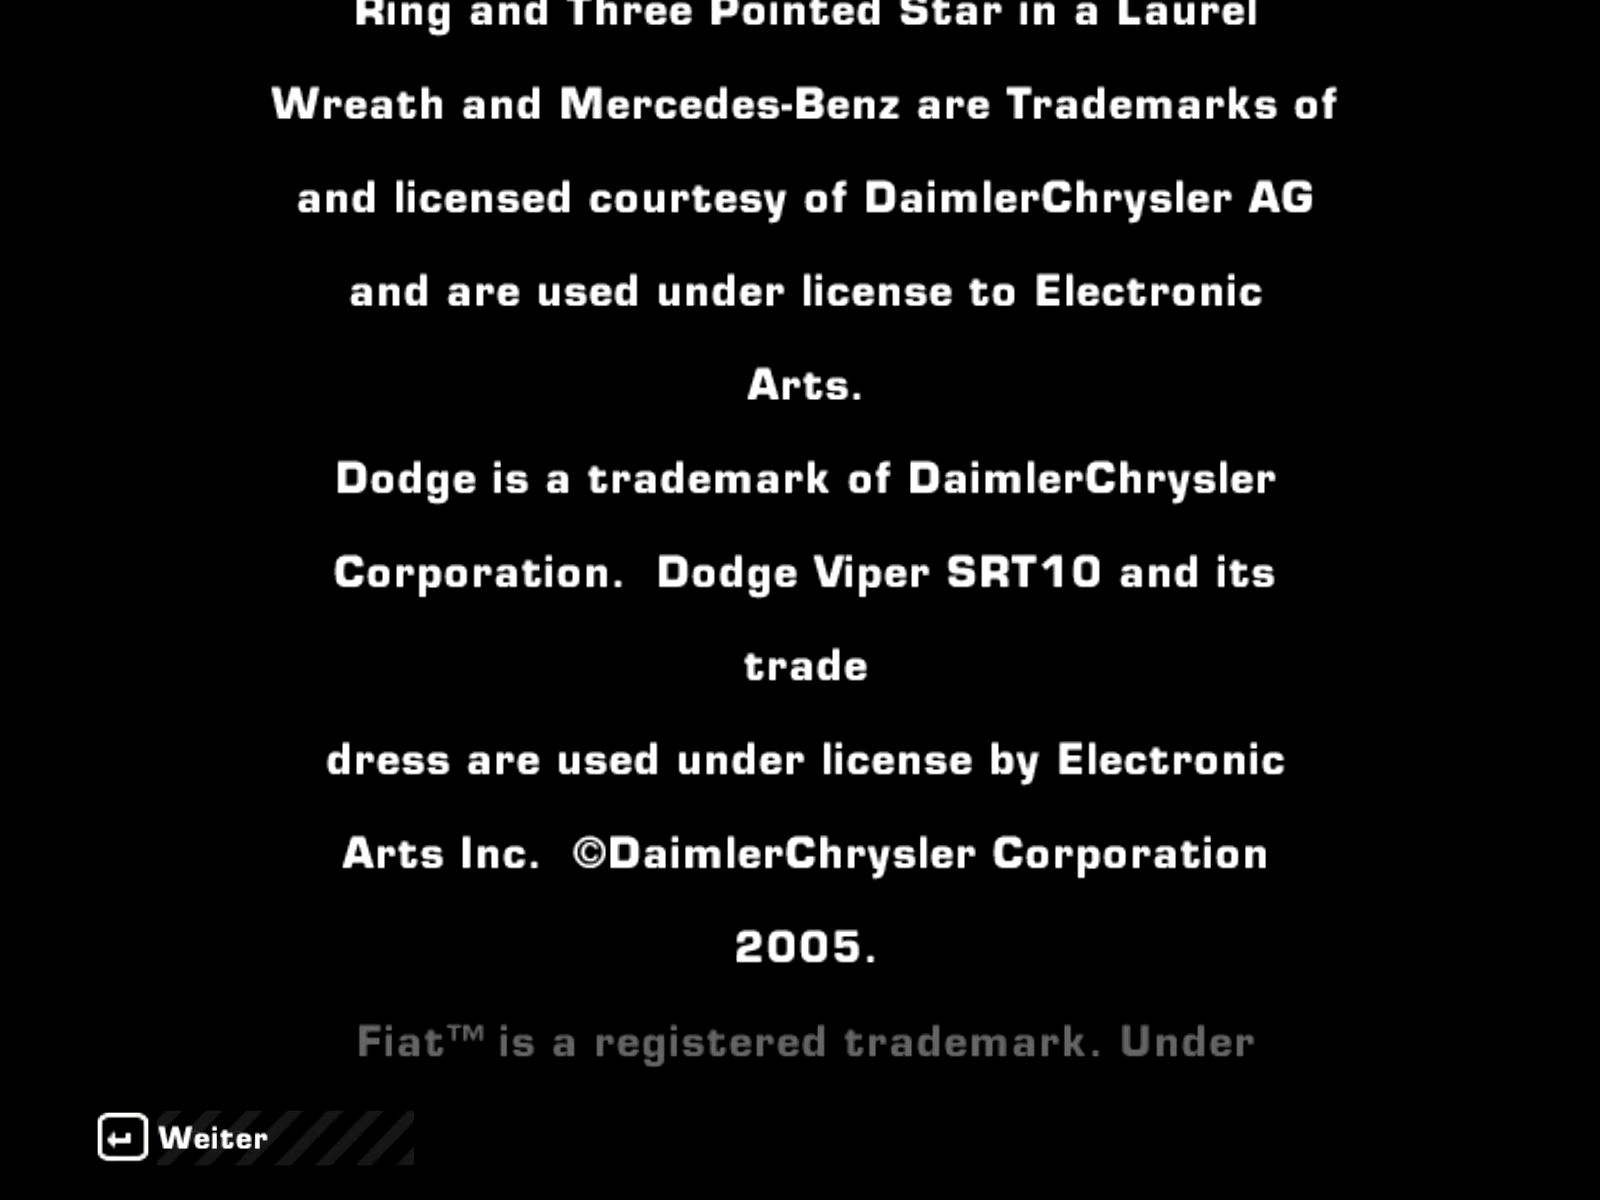 Ring and Three Pointed Star in a Laurel
Wreath and Mercedes-Benz are Trademarks of
and licensed courtesy of DaimlerChrysler AG
and are used under license to Electronic
Arts.
Dodge is a trademark of DaimlerChrysler
Corporation.  Dodge Viper SRT10 and its
trade
dress are used under license by Electronic
Arts Inc.  ©DaimlerChrysler Corporation
2005.
Fiat™ is a registered trademark. Under
Weiter